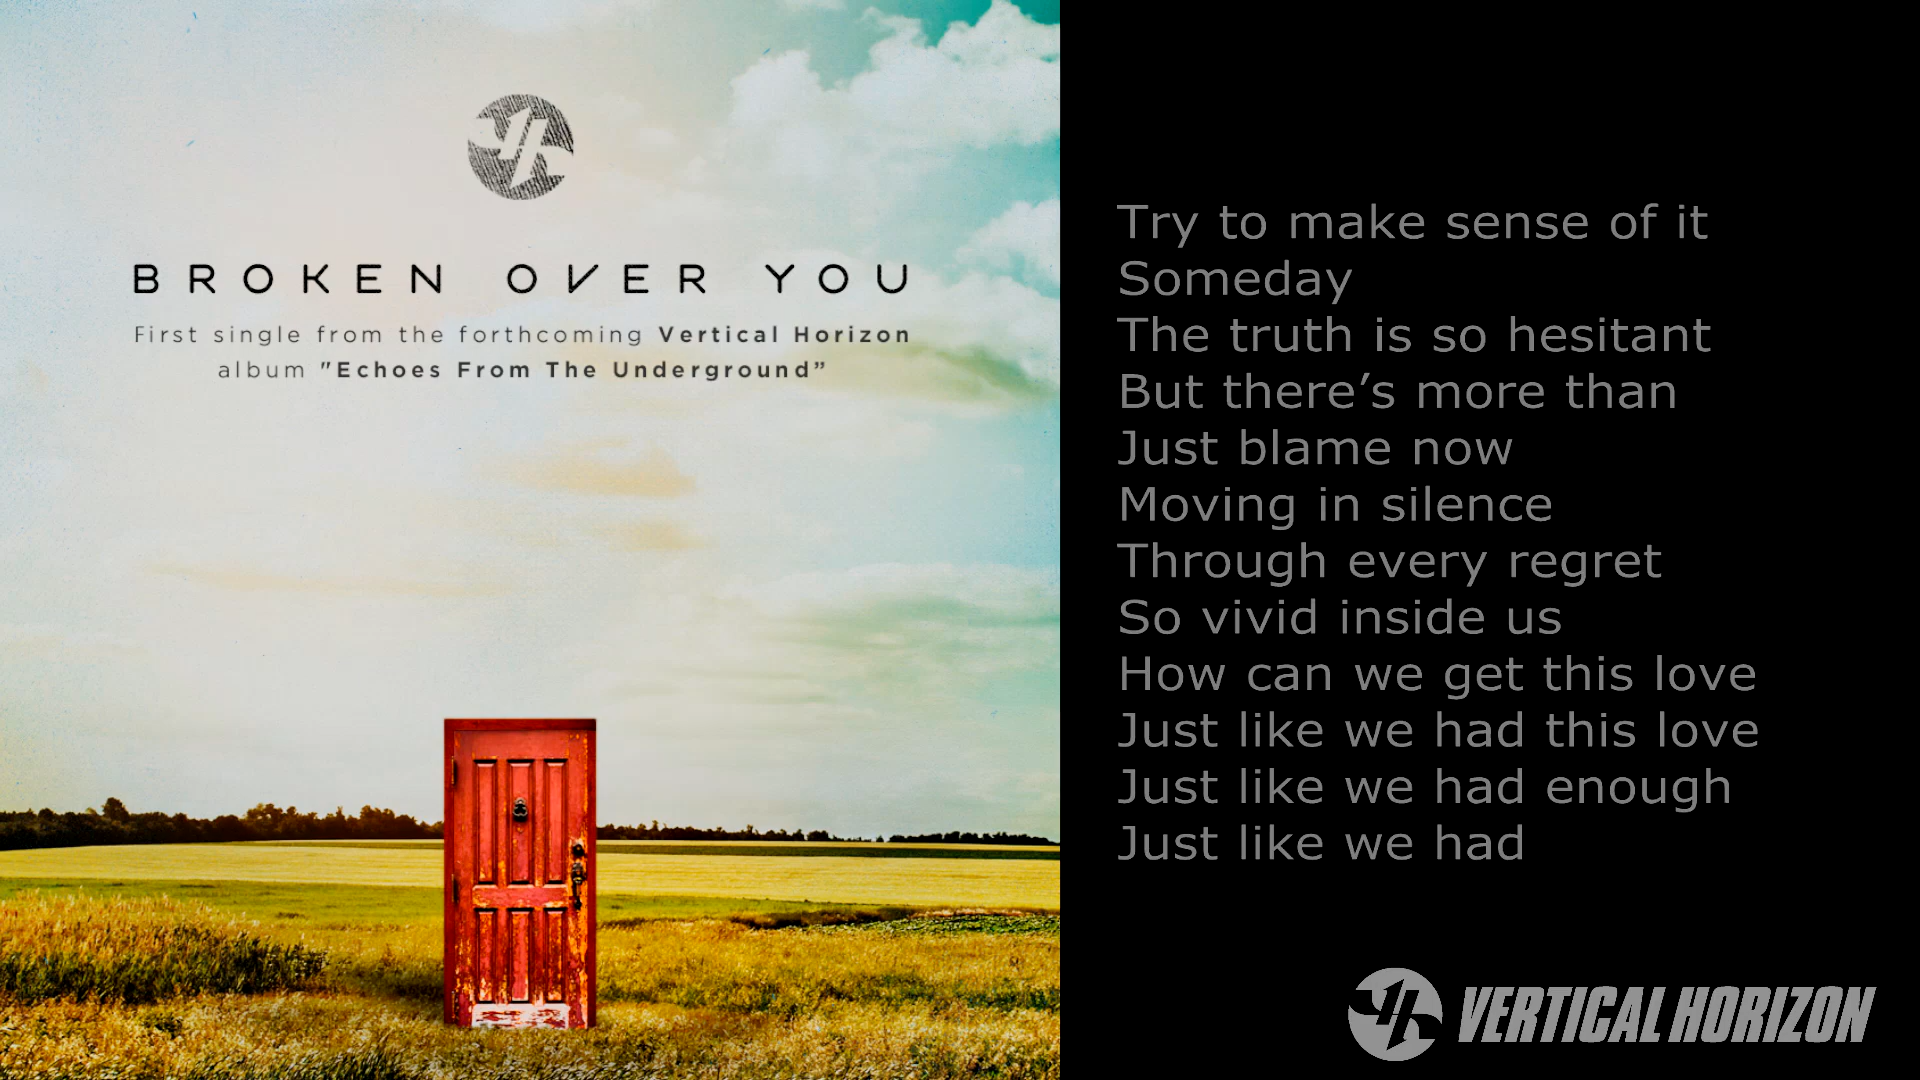 BROKEN OVER YOU
First single from the forthcoming Vertical Horizon
album "Echoes From The Underground”
Try to make sense of it
Someday
The truth is so hesitant
But there’s more than
Just blame now
Moving in silence
Through every regret
So vivid inside us
How can we get this love
Just like we had this love
Just like we had enough
Just like we had
VERTICAL HORIZON